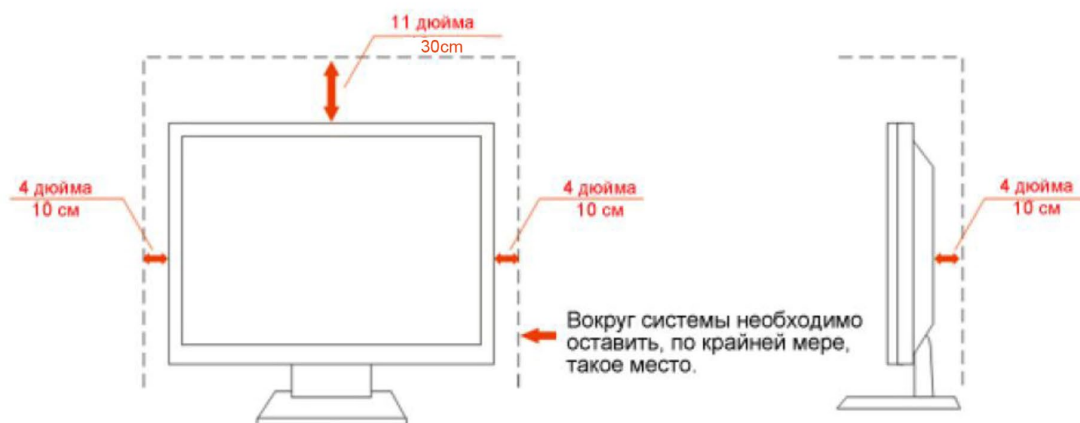 11 дюйма
30cm
4 дюйма
10 см
4 дюйма
10 см
4 дюйма
10 см
Вокруг системы необходимо
оставить, по крайней мере,
такое место.